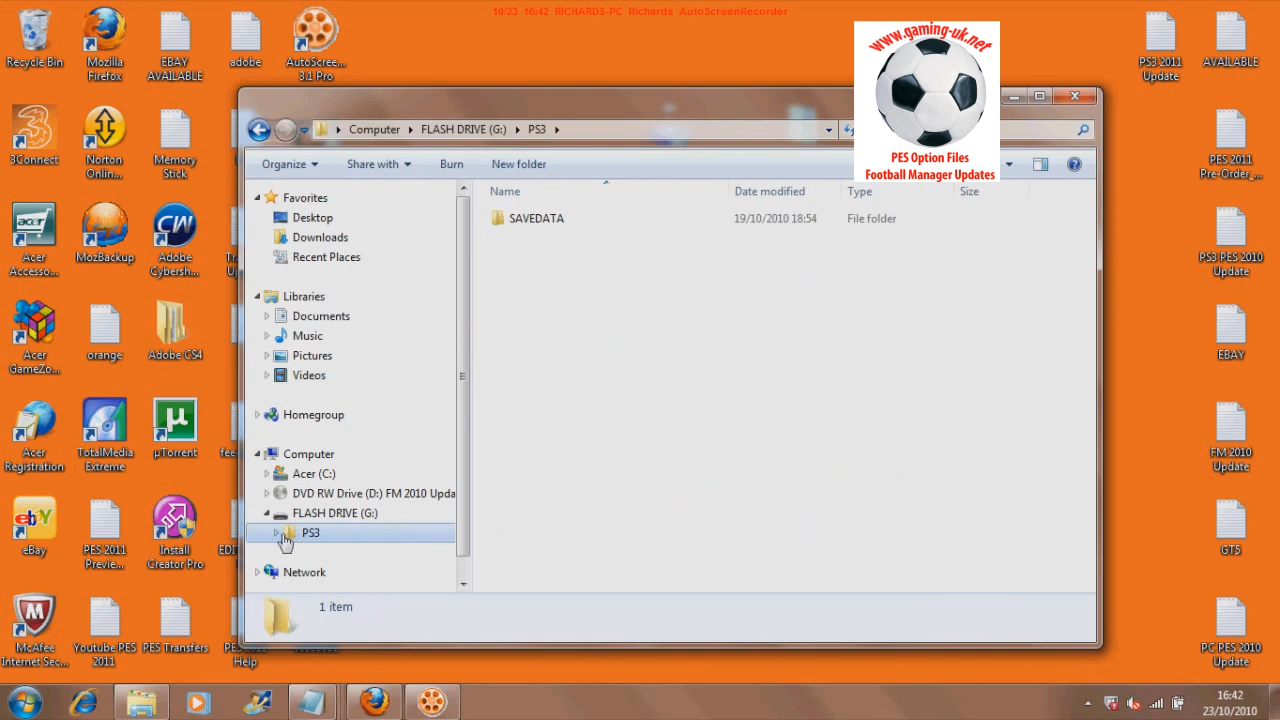 10/23 16:42 RICHARDS-PC Richards AutoScreenRecorder
Recycle Bin
Mozilla
Firefox
EBAY
AVAILABLE
adobe
AutoScree...
3.1 Pro
www.gaming-uk.net
PES Option Files
Football Manager Updates
PS3 2011
Update
AVAILABLE
3Connect
Norton
Online...
Memory
Stick
PES 2011
Pre-Order_...
Acer
Accesso...
MozBackup
Adobe
Cybersh...
PS3 PES 2010
Update
Acer
GameZo...
orange
Adobe CS4
EBAY
Acer
Registration
TotalMedia
Extreme
µTorrent
FM 2010
Update
eBay
PES 2011
Previe...
Install
Creator Pro
GT5
McAfee
Internet Sec...
Youtube PES
2011
PES Transfers
Help
PC PES 2010
Update
Computer
FLASH DRIVE (G:)
PS3
Organize
Share with
Burn
New folder
Name
Date modified
Type
Size
SAVEDATA
19/10/2010 18:54
File folder
Favorites
Desktop
Downloads
Recent Places
Libraries
Documents
Music
Pictures
Videos
Homegroup
Computer
Acer (C:)
DVD RW Drive (D:) FM 2010 Upda
FLASH DRIVE (G:)
PS3
Network
1 item
16:42
23/10/2010